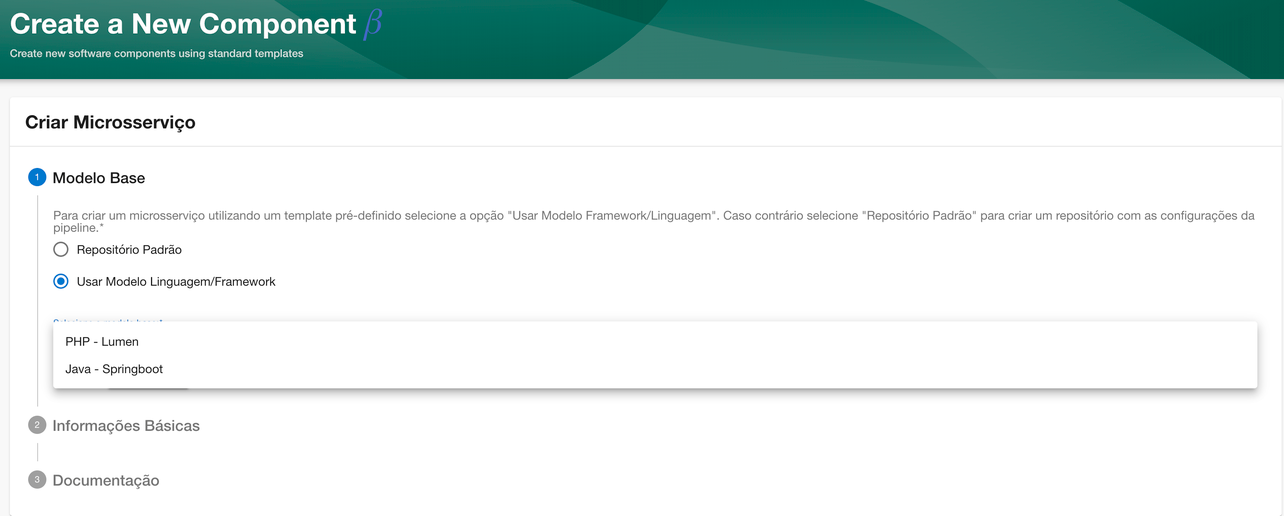 Create a New Component β
Create new software components using standard templates
Criar Microsserviço
1 Modelo Base
Para criar um microsserviço utilizando um template pré-definido selecione a opção "Usar Modelo Framework/Linguagem". Caso contrário selecione "Repositório Padrão" para criar um repositório com as configurações da
pipeline.*
Repositório Padrão
Usar Modelo Linguagem/Framework
PHP - Lumen
Java - Springboot
2 Informações Básicas
3 Documentação